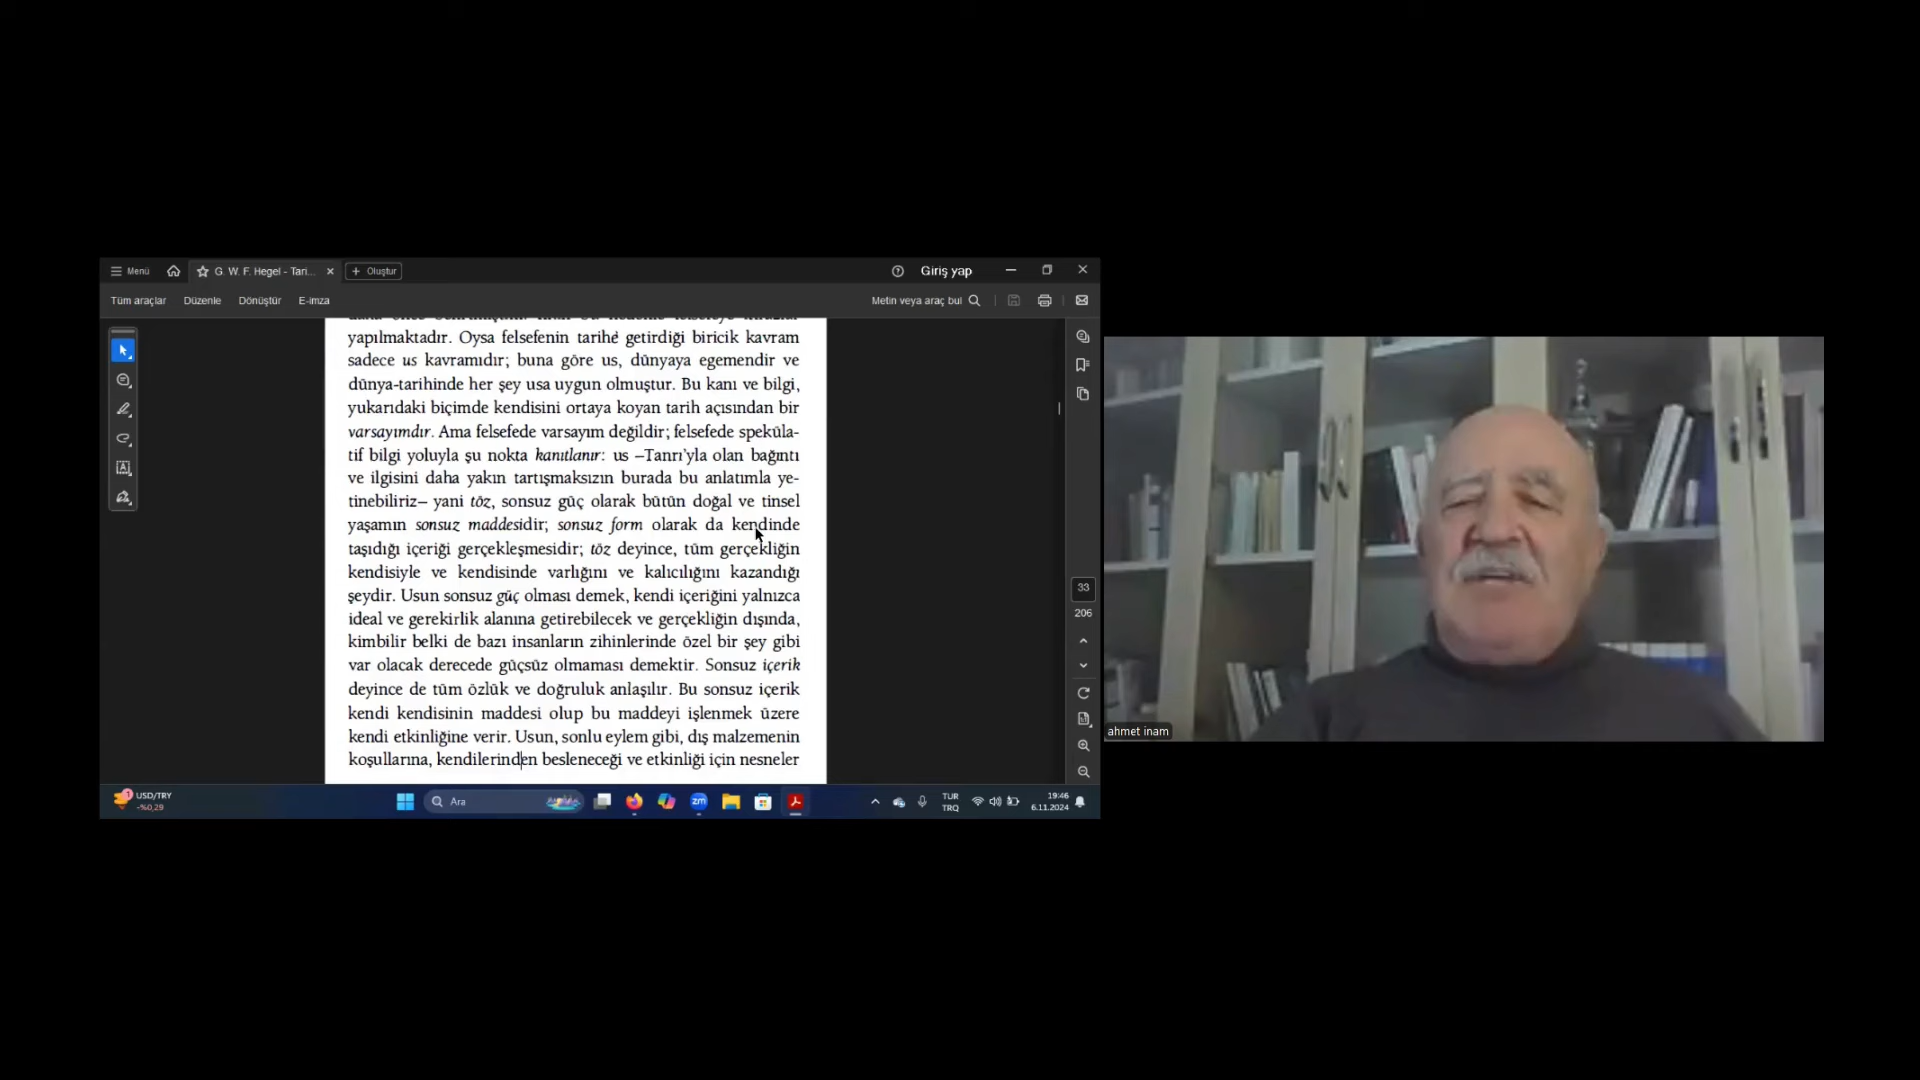 Menü
G. W. F. Hegel - Tari...
Oluştur
Giriş yap
Tüm araçlar
Düzenle
Dönüştür
E-imza
Metin veya araç bul
yapılmaktadır. Oysa felsefenin tarihe getirdiği biricik kavram
sadece us kavramıdır; buna göre us, dünyaya egemendir ve
dünya-tarihinde her şey usa uygun olmuştur. Bu kanı ve bilgi,
yukarıdaki biçimde kendisini ortaya koyan tarih açısından bir
varsayımdır. Ama felsefede varsayım değildir; felsefede spekūla-
tif bilgi yoluyla şu nokta kanıtlanır: us –Tanrı'yla olan bağıntı
ve ilgisini daha yakın tartışmaksızın burada bu anlatımla ye-
tinebiliriz– yani töz, sonsuz güç olarak bütün doğal ve tinsel
yaşamın sonsuz maddesidir; sonsuz form olarak da kendinde
taşıdığı içeriği gerçekleşmesidir; töz deyince, tüm gerçekliğin
kendisiyle ve kendisinde varlığını ve kalıcılığını kazandığı
şeydir. Usun sonsuz güç olması demek, kendi içeriğini yalnızca
ideal ve gerekirlik alanına getirebilecek ve gerçekliğin dışında,
kimbilir belki de bazı insanların zihinlerinde özel bir şey gibi
var olacak derecede güçsüz olmaması demektir. Sonsuz içerik
deyince de tüm özlük ve doğruluk anlaşılır. Bu sonsuz içerik
kendi kendisinin maddesi olup bu maddeyi işlenmek üzere
kendi etkinliğine verir. Usun, sonlu eylem gibi, dış malzemenin
koşullarına, kendilerinden besleneceği ve etkinliği için nesneler
33
206
ahmet inam
1
USD/TRY
-%0,29
Ara
zm
TUR
TRQ
19:46
6.11.2024